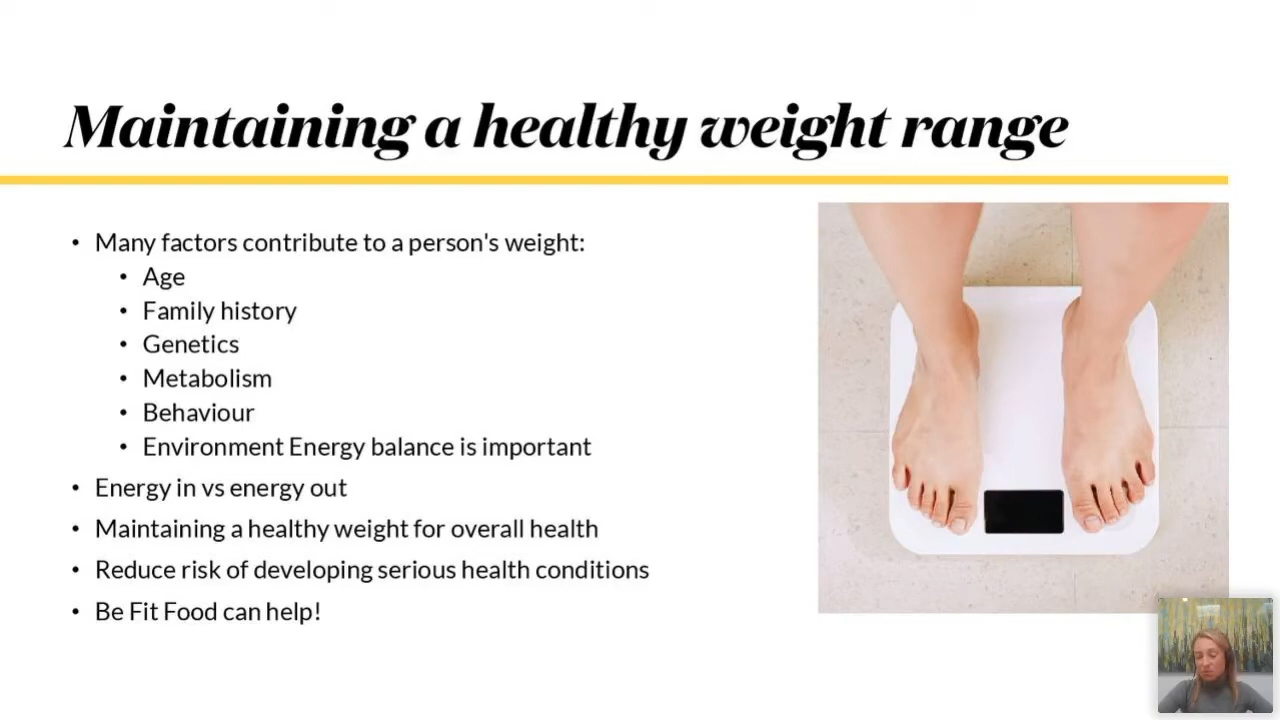 Maintaining a healthy weight range
• Many factors contribute to a person's weight:
• Age
• Family history
• Genetics
• Metabolism
• Behaviour
• Environment Energy balance is important
• Energy in vs energy out
• Maintaining a healthy weight for overall health
• Reduce risk of developing serious health conditions
• Be Fit Food can help!